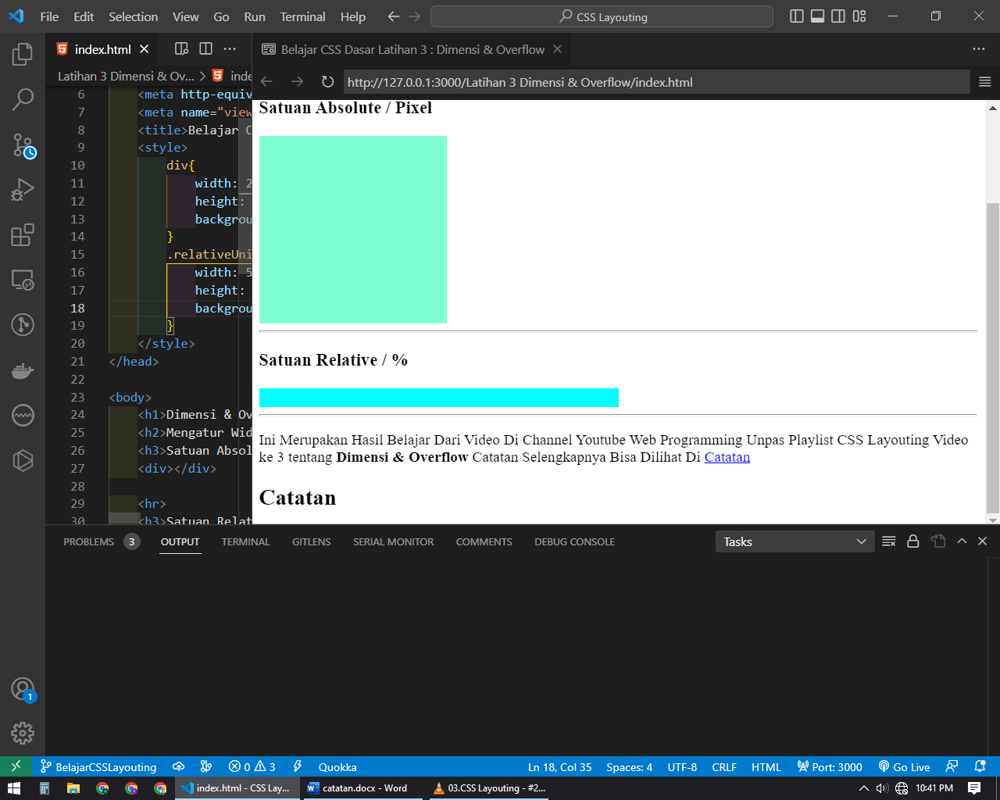 File Edit Selection View Go Run Terminal Help CSS Layouting
index.html
Belajar CSS Dasar Latihan 3 : Dimensi & Overflow
Latihan 3 Dimensi & Ov... > inde
http://127.0.0.1:3000/Latihan 3 Dimensi & Overflow/index.html
6 <meta http-equiv
7 <meta name="view
8 <title>Belajar C
9 <style>
10 div{
11 width: 2
12 height:
13 backgrou
14 }
15 .relativeUni
16 width: 5
17 height:
18 backgrou
19 }
20 </style>
21 </head>
22
23 <body>
24 <h1>Dimensi & Ov
25 <h2>Mengatur Wid
26 <h3>Satuan Absol
27 <div></div>
28
29 <hr>
30 <h3>Satuan Relat
Satuan Absolute / Pixel
Satuan Relative / %
Ini Merupakan Hasil Belajar Dari Video Di Channel Youtube Web Programming Unpas Playlist CSS Layouting Video
ke 3 tentang Dimensi & Overflow Catatan Selengkapnya Bisa Dilihat Di Catatan
Catatan
PROBLEMS 3 OUTPUT TERMINAL GITLENS SERIAL MONITOR COMMENTS DEBUG CONSOLE Tasks
1
BelajarCSSLayouting 0 3 Quokka Ln 18, Col 35 Spaces: 4 UTF-8 CRLF HTML Port: 3000 Go Live
index.html - CSS Lay... catatan.docx - Word 03.CSS Layouting - #2... 10:41 PM